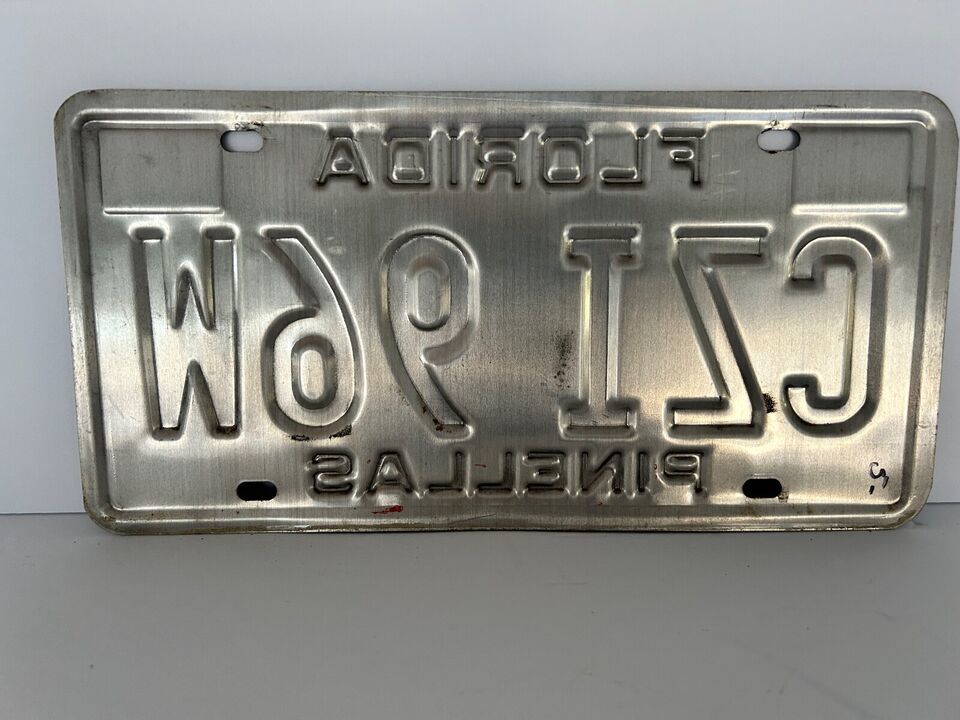 FLORIDA
CZI 96W
PINELLAS